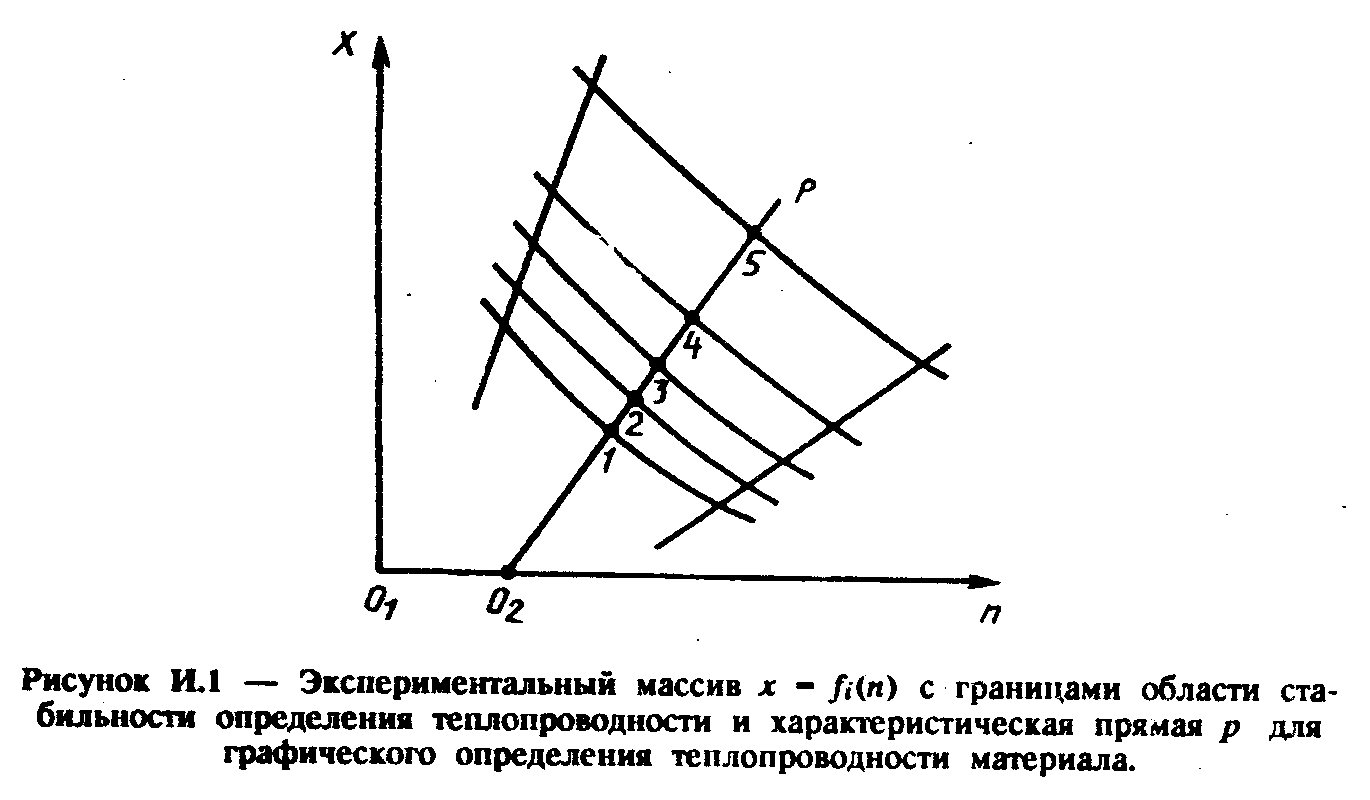 x
P
5
4
3
2
1
O₁ O₂ n
Рисунок И.1 — Экспериментальный массив x = fi(n) с границами области ста-
бильности определения теплопроводности и характеристическая прямая p для
графического определения теплопроводности материала.